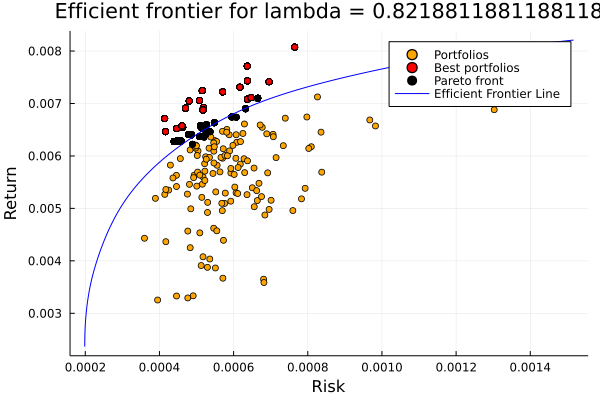 Efficient frontier for lambda = 0.8218811881188118
0.008
0.007
0.006
0.005
0.004
0.003
Return
Portfolios
Best portfolios
Pareto front
Efficient Frontier Line
0.0002 0.0004 0.0006 0.0008 0.0010 0.0012 0.0014
Risk